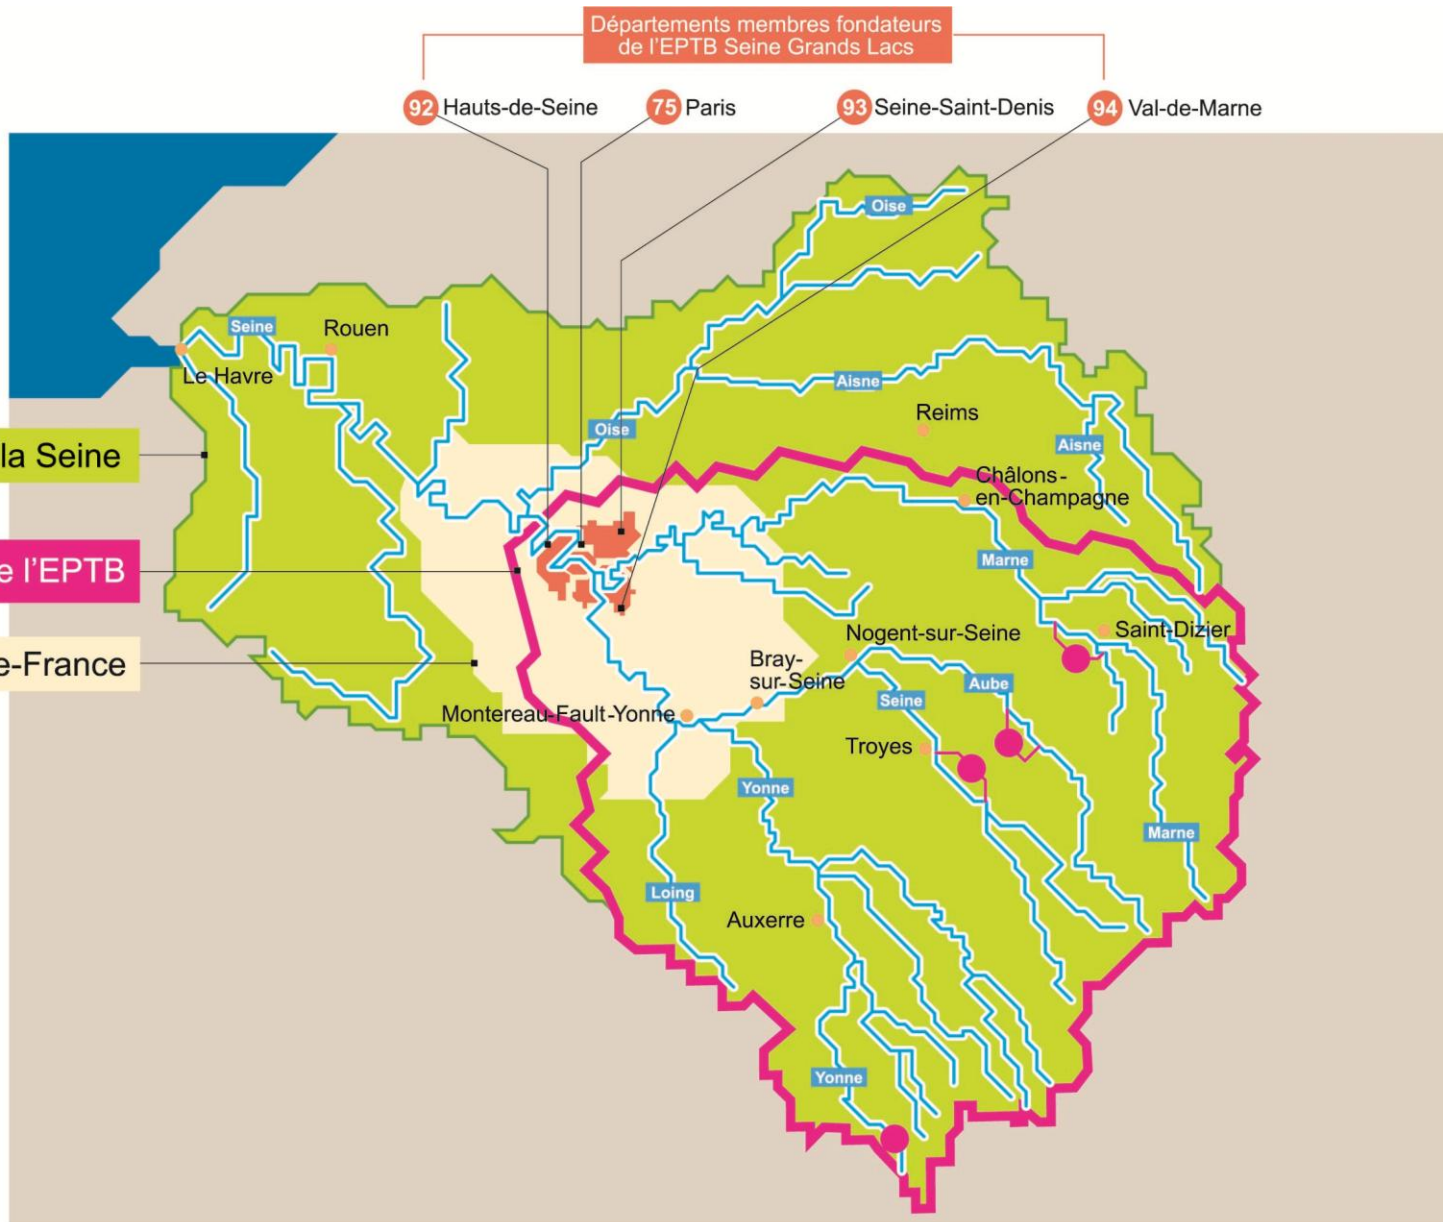 Départements membres fondateurs
de l'EPTB Seine Grands Lacs
92 Hauts-de-Seine
75 Paris
93 Seine-Saint-Denis
94 Val-de-Marne
Oise
Seine
Rouen
Le Havre
Aisne
Reims
Oise
Aisne
la Seine
Châlons-
en-Champagne
Marne
e l'EPTB
Saint-Dizier
Nogent-sur-Seine
e-France
Bray-
sur-Seine
Aube
Seine
Montereau-Fault-Yonne
Troyes
Yonne
Marne
Loing
Auxerre
Yonne